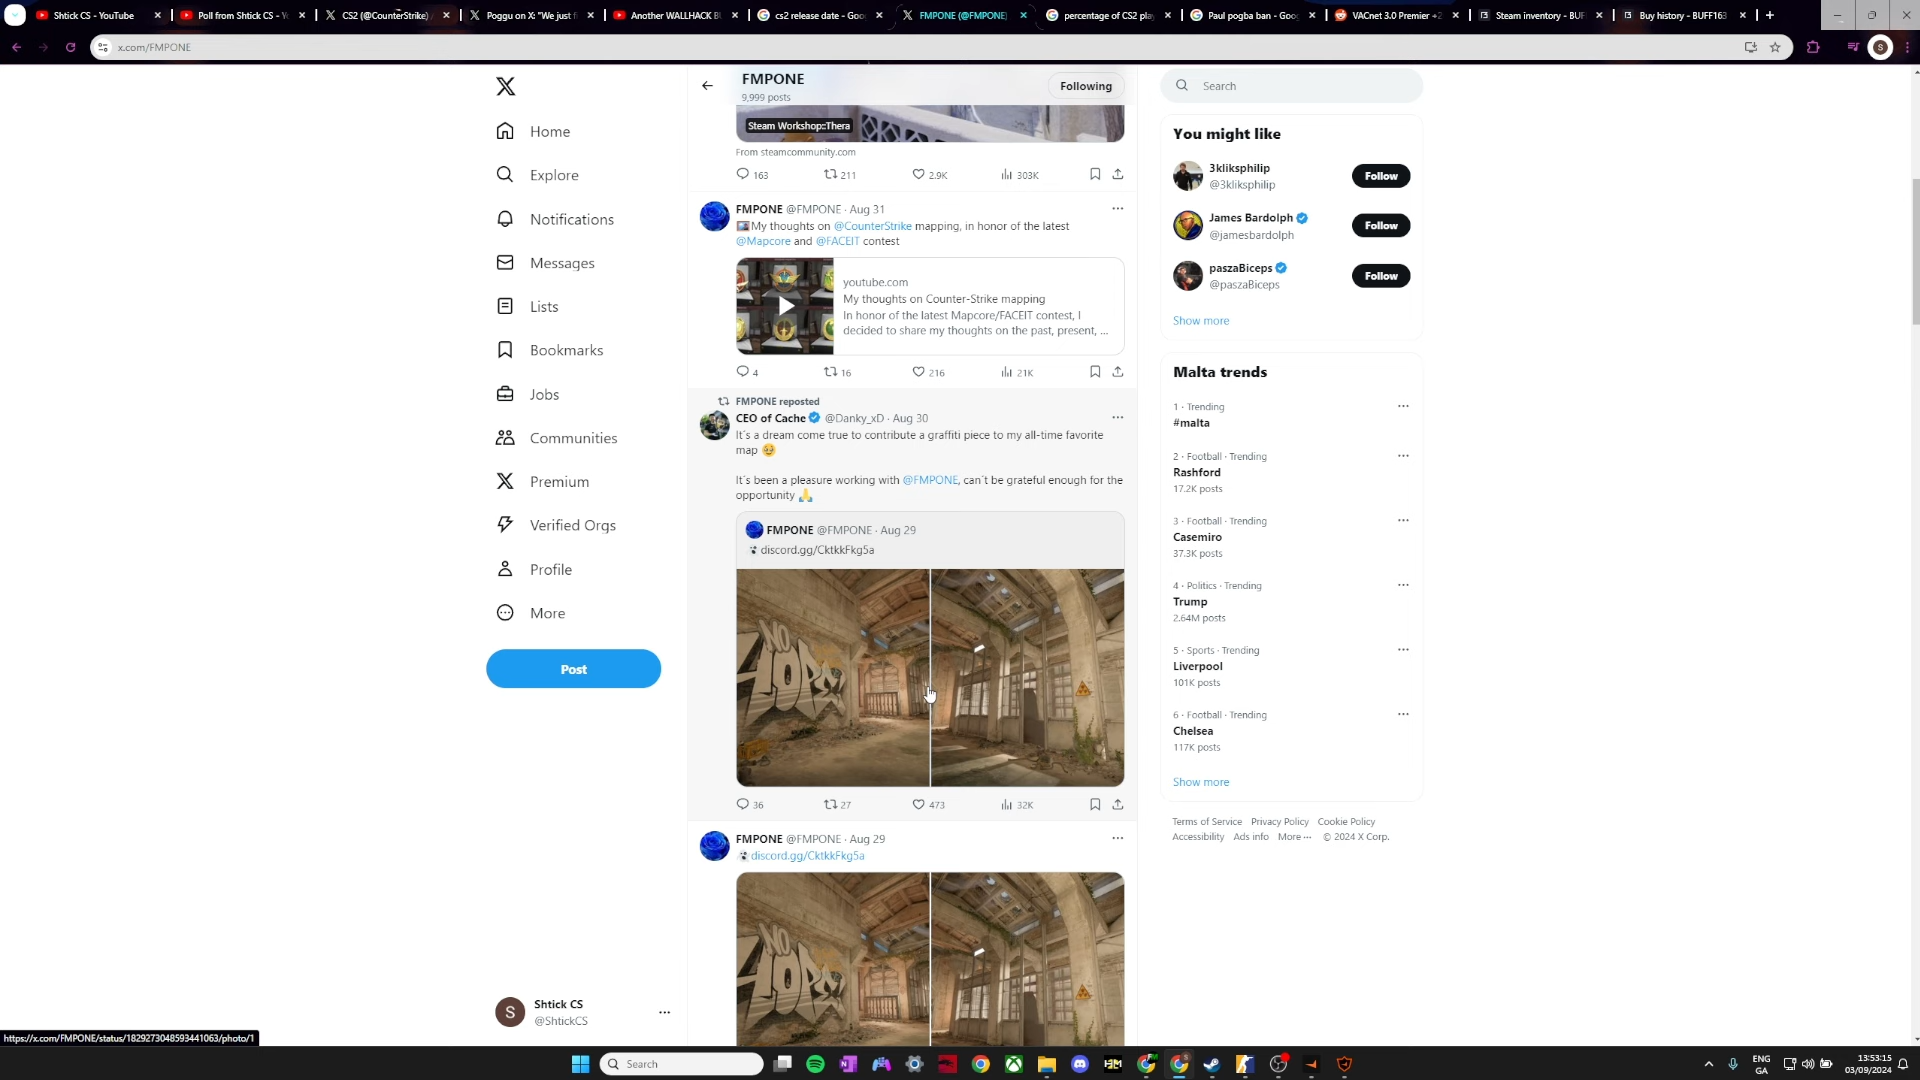 Shtick CS - YouTube
Poll from Shtick CS - Y
CS2 (@CounterStrike)
Poggu on X: "We just f
Another WALLHACK B
cs2 release date - Goo
FMPONE (@FMPONE)
percentage of CS2 pla
Paul pogba ban - Goo
VACnet 3.0 Premier +2
Steam inventory - BUF
Buy history - BUFF163
x.com/FMPONE
Home
Explore
Notifications
Messages
Lists
Bookmarks
Jobs
Communities
Premium
Verified Orgs
Profile
More
Post
Shtick CS
@ShtickCS
FMPONE
9,999 posts
Following
Steam Workshop::Thera
From steamcommunity.com
163
211
2.9K
303K
FMPONE @FMPONE · Aug 31
My thoughts on @CounterStrike mapping, in honor of the latest
@Mapcore and @FACEIT contest
youtube.com
My thoughts on Counter-Strike mapping
In honor of the latest Mapcore/FACEIT contest, I
decided to share my thoughts on the past, present, ...
4
16
216
21K
FMPONE reposted
CEO of Cache @Danky_xD · Aug 30
It´s a dream come true to contribute a graffiti piece to my all-time favorite
map 🥹
It´s been a pleasure working with @FMPONE, can´t be grateful enough for the
opportunity 🙏
FMPONE @FMPONE · Aug 29
discord.gg/CktkkFkg5a
NO
HOPE
36
27
473
32K
FMPONE @FMPONE · Aug 29
discord.gg/CktkkFkg5a
NO
HOPE
Search
You might like
3kliksphilip
@3kliksphilip
Follow
James Bardolph
@jamesbardolph
Follow
paszaBiceps
@paszaBiceps
Follow
Show more
Malta trends
1 · Trending
#malta
2 · Football · Trending
Rashford
17.2K posts
3 · Football · Trending
Casemiro
37.3K posts
4 · Politics · Trending
Trump
2.64M posts
5 · Sports · Trending
Liverpool
101K posts
6 · Football · Trending
Chelsea
117K posts
Show more
Terms of Service Privacy Policy Cookie Policy
Accessibility Ads info More ··· © 2024 X Corp.
https://x.com/FMPONE/status/1829273048593441063/photo/1
Search
ENG
GA
13:53:15
03/09/2024